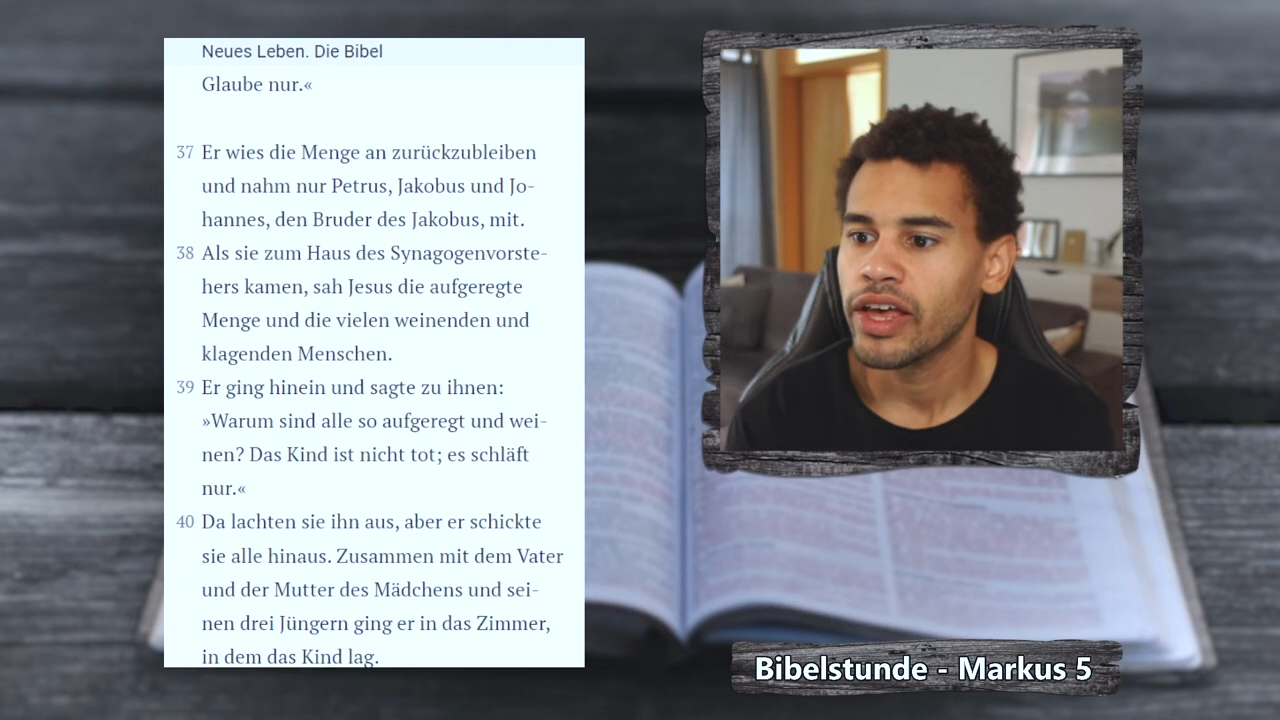 Neues Leben. Die Bibel
Glaube nur.«
37 Er wies die Menge an zurückzubleiben
und nahm nur Petrus, Jakobus und Jo-
hannes, den Bruder des Jakobus, mit.
38 Als sie zum Haus des Synagogenvorste-
hers kamen, sah Jesus die aufgeregte
Menge und die vielen weinenden und
klagenden Menschen.
39 Er ging hinein und sagte zu ihnen:
»Warum sind alle so aufgeregt und wei-
nen? Das Kind ist nicht tot; es schläft
nur.«
40 Da lachten sie ihn aus, aber er schickte
sie alle hinaus. Zusammen mit dem Vater
und der Mutter des Mädchens und sei-
nen drei Jüngern ging er in das Zimmer,
in dem das Kind lag.
Bibelstunde - Markus 5